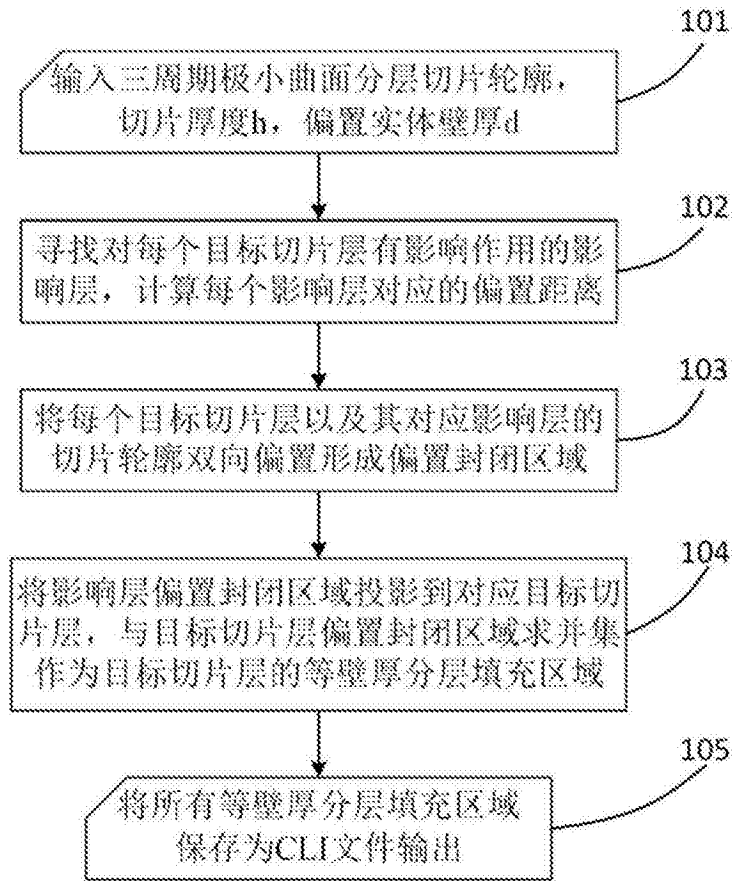 101
输入三周期极小曲面分层切片轮廓，
切片厚度h，偏置实体壁厚d
102
寻找对每个目标切片层有影响作用的影
响层，计算每个影响层对应的偏置距离
103
将每个目标切片层以及其对应影响层的
切片轮廓双向偏置形成偏置封闭区域
104
将影响层偏置封闭区域投影到对应目标切
片层，与目标切片层偏置封闭区域求并集
作为目标切片层的等壁厚分层填充区域
105
将所有等壁厚分层填充区域
保存为CLI文件输出